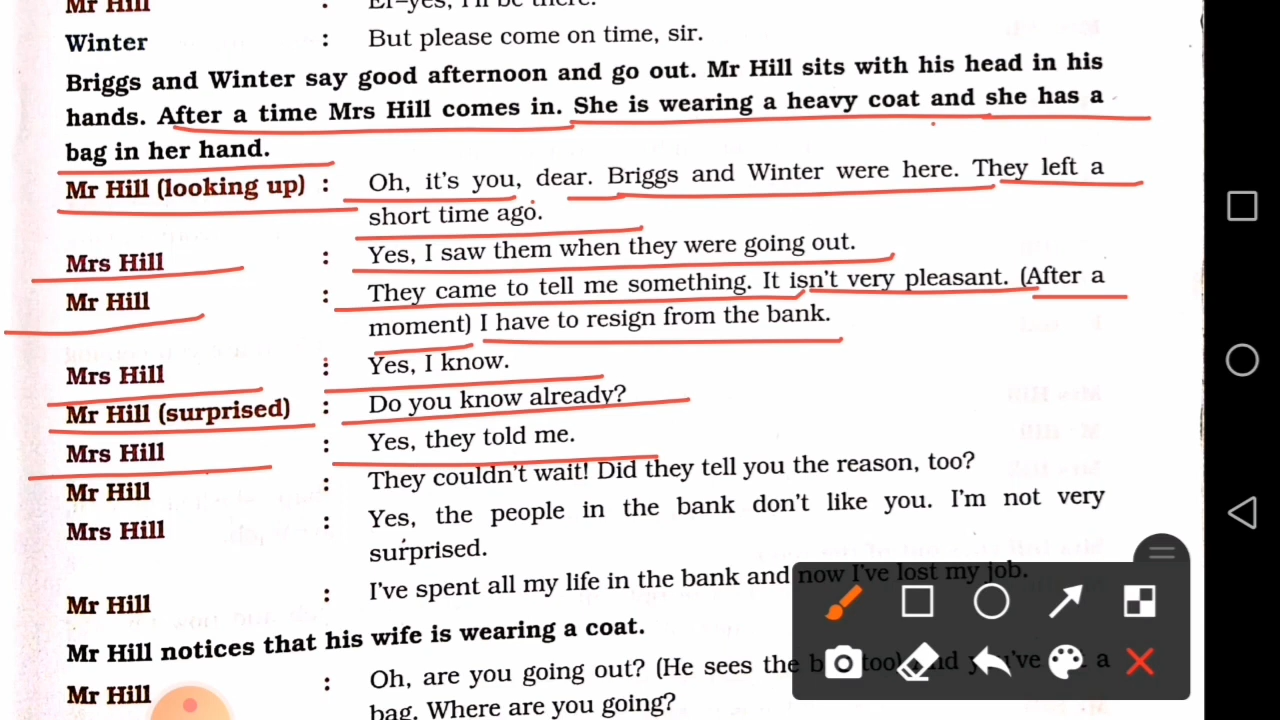 Mr Hill : Er–yes, I'll be there.
Winter : But please come on time, sir.
Briggs and Winter say good afternoon and go out. Mr Hill sits with his head in his
hands. After a time Mrs Hill comes in. She is wearing a heavy coat and she has a
bag in her hand.
Mr Hill (looking up) : Oh, it's you, dear. Briggs and Winter were here. They left a
short time ago.
Mrs Hill : Yes, I saw them when they were going out.
Mr Hill : They came to tell me something. It isn't very pleasant. (After a
moment) I have to resign from the bank.
Mrs Hill : Yes, I know.
Mr Hill (surprised) : Do you know already?
Mrs Hill : Yes, they told me.
Mr Hill : They couldn't wait! Did they tell you the reason, too?
Mrs Hill : Yes, the people in the bank don't like you. I'm not very
surprised.
Mr Hill : I've spent all my life in the bank and now I've lost my job.
Mr Hill notices that his wife is wearing a coat.
Mr Hill : Oh, are you going out? (He sees the too) you've a
bag. Where are you going?